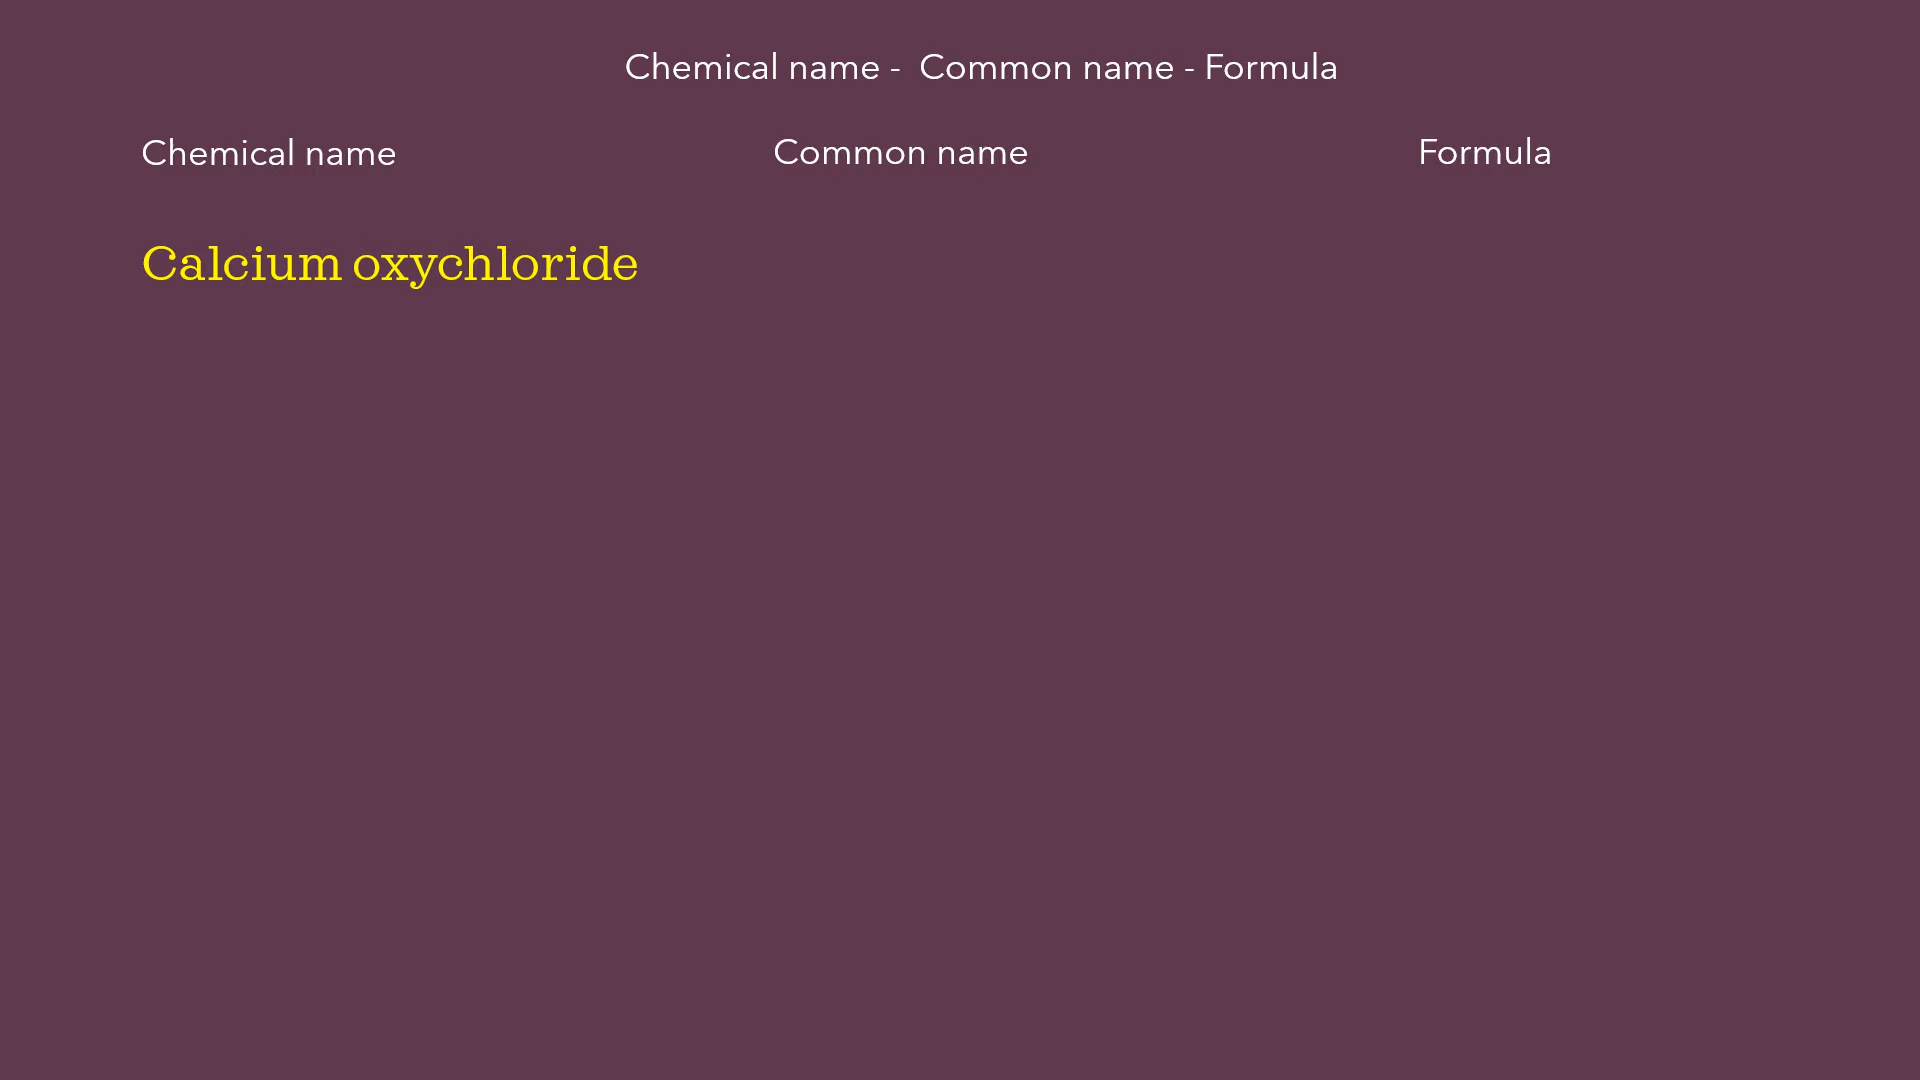 Chemical name -  Common name - Formula
Chemical name Common name Formula
Calcium oxychloride